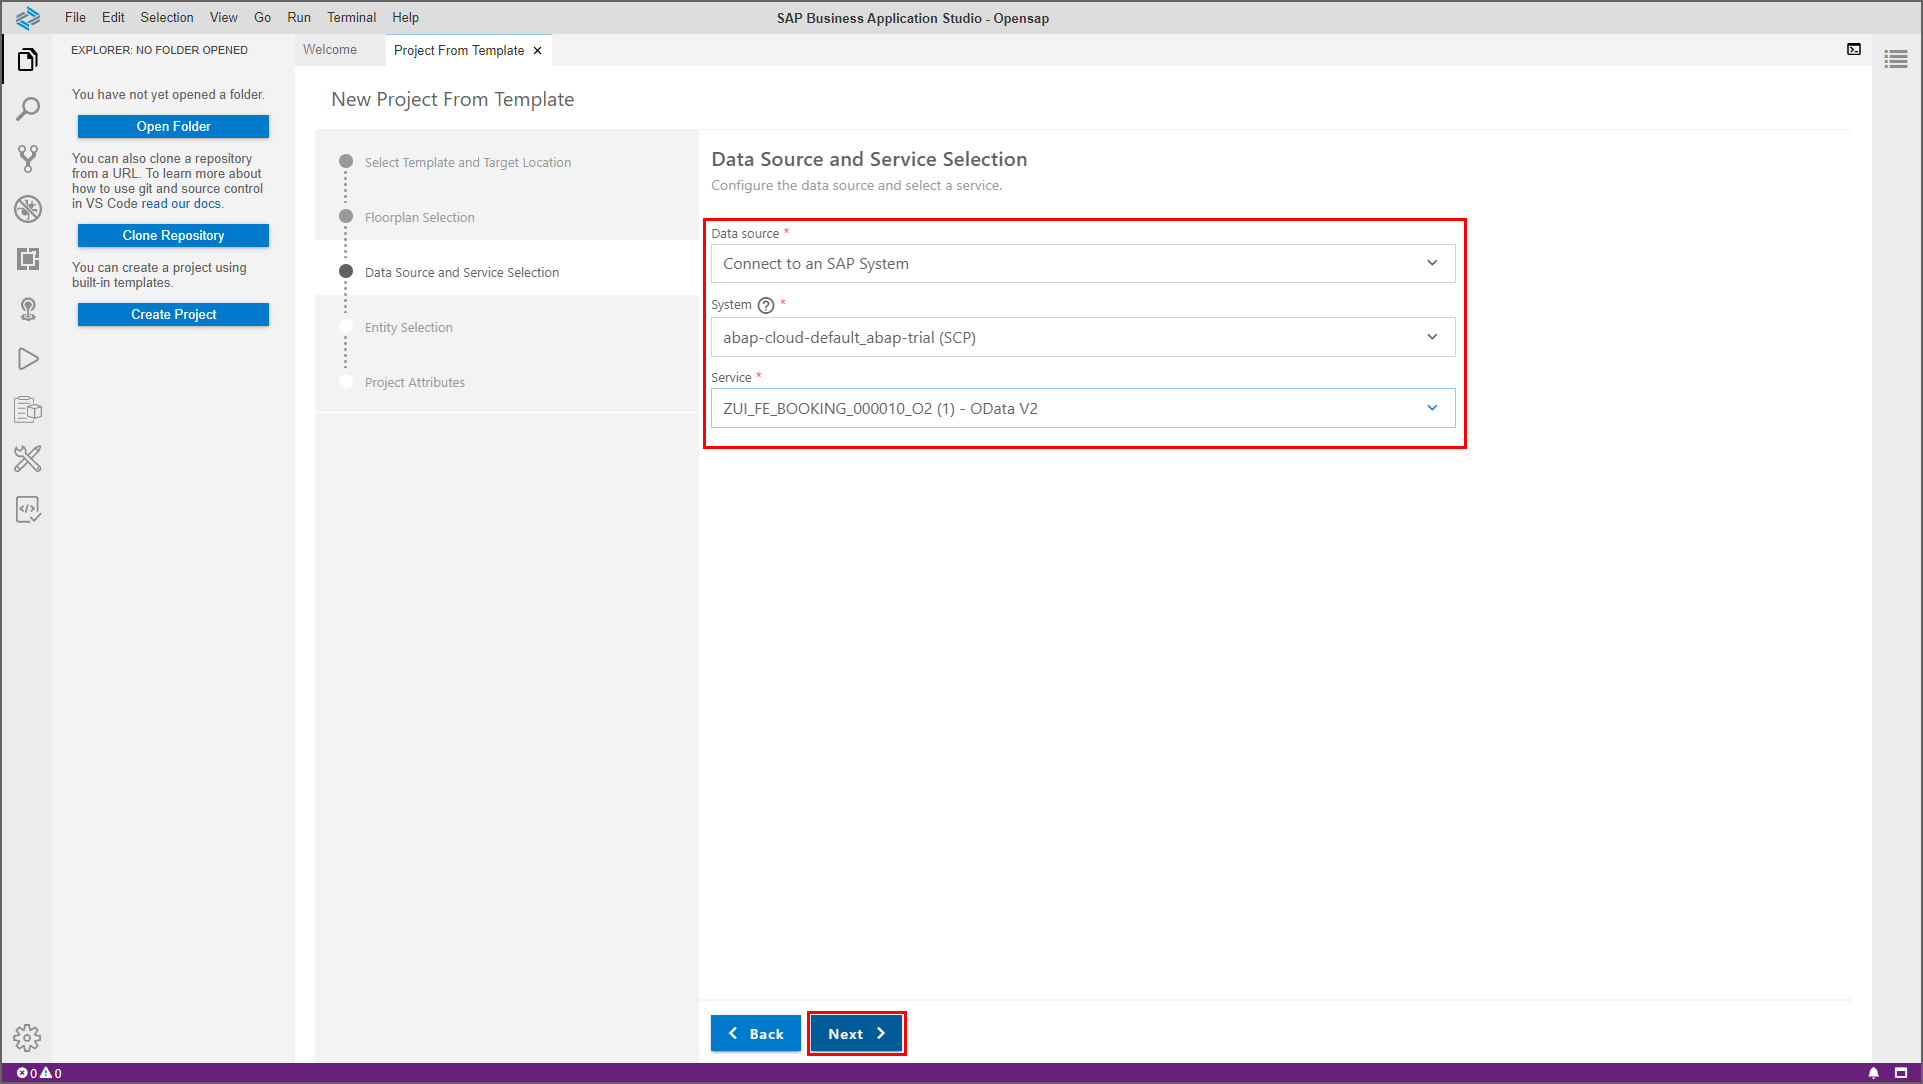 File Edit Selection View Go Run Terminal Help
SAP Business Application Studio - Opensap
EXPLORER: NO FOLDER OPENED
You have not yet opened a folder.
Open Folder
You can also clone a repository
from a URL. To learn more about
how to use git and source control
in VS Code read our docs.
Clone Repository
You can create a project using
built-in templates.
Create Project
Welcome
Project From Template
New Project From Template
Select Template and Target Location
Floorplan Selection
Data Source and Service Selection
Entity Selection
Project Attributes
Data Source and Service Selection
Configure the data source and select a service.
Data source *
Connect to an SAP System
System ? *
abap-cloud-default_abap-trial (SCP)
Service *
ZUI_FE_BOOKING_000010_O2 (1) - OData V2
Back
Next
0 0